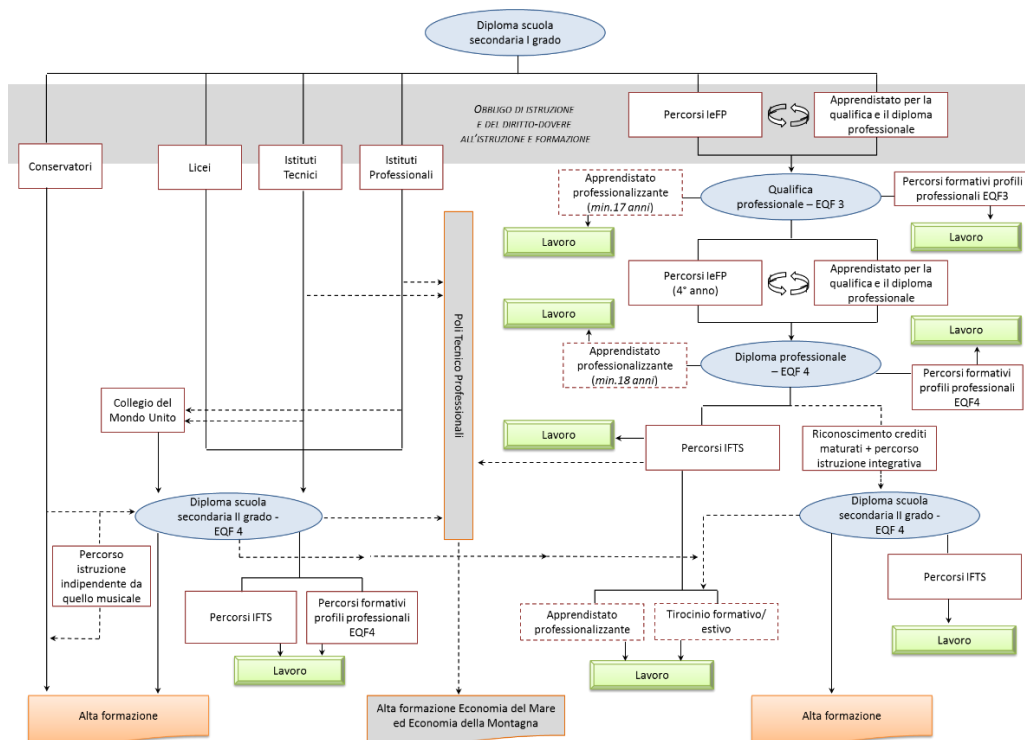 Diploma scuola
secondaria I grado
OBBLIGO DI ISTRUZIONE
E DEL DIRITTO-DOVERE
ALL'ISTRUZIONE E FORMAZIONE
Percorsi IeFP
Apprendistato per la
qualifica e il diploma
professionale
Conservatori
Licei
Istituti
Tecnici
Istituti
Professionali
Apprendistato
professionalizzante
(min.17 anni)
Qualifica
professionale – EQF 3
Percorsi formativi profili
professionali EQF3
Lavoro
Lavoro
Percorsi IeFP
(4° anno)
Apprendistato per la
qualifica e il diploma
professionale
Poli Tecnico Professionali
Lavoro
Lavoro
Apprendistato
professionalizzante
(min.18 anni)
Diploma professionale
– EQF 4
Percorsi formativi
profili professionali
EQF4
Collegio del
Mondo Unito
Lavoro
Percorsi IFTS
Riconoscimento crediti
maturati + percorso
istruzione integrativa
Diploma scuola
secondaria II grado -
EQF 4
Diploma scuola
secondaria II grado -
EQF 4
Percorso
istruzione
indipendente da
quello musicale
Percorsi IFTS
Percorsi IFTS
Percorsi formativi
profili professionali
EQF4
Apprendistato
professionalizzante
Tirocinio formativo/
estivo
Lavoro
Lavoro
Lavoro
Alta formazione
Alta formazione Economia del Mare
ed Economia della Montagna
Alta formazione